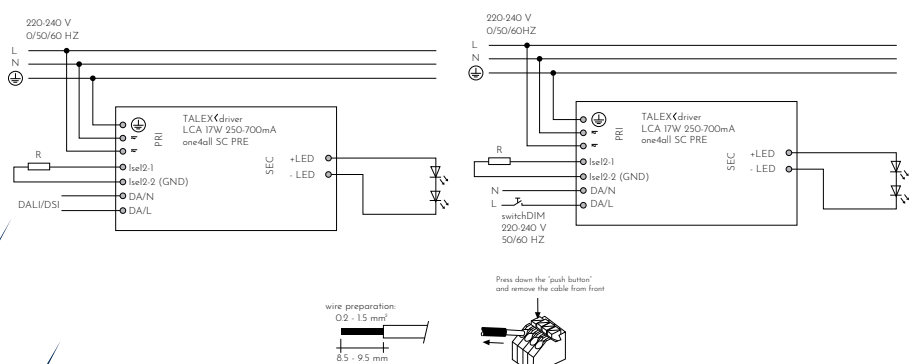 220-240 V
0/50/60 HZ
L
N
TALEX driver
LCA 17W 250-700mA
one4all SC PRE
PRI
SEC
+LED
- LED
R
Isel2-1
Isel2-2 (GND)
DA/N
DA/L
DALI/DSI
220-240 V
0/50/60HZ
L
N
TALEX driver
LCA 17W 250-700mA
one4all SC PRE
PRI
SEC
+LED
- LED
R
Isel2-1
Isel2-2 (GND)
N
DA/N
L
DA/L
switchDIM
220-240 V
50/60 HZ
wire preparation:
0.2 - 1.5 mm²
8.5 - 9.5 mm
Press down the "push button"
and remove the cable from front